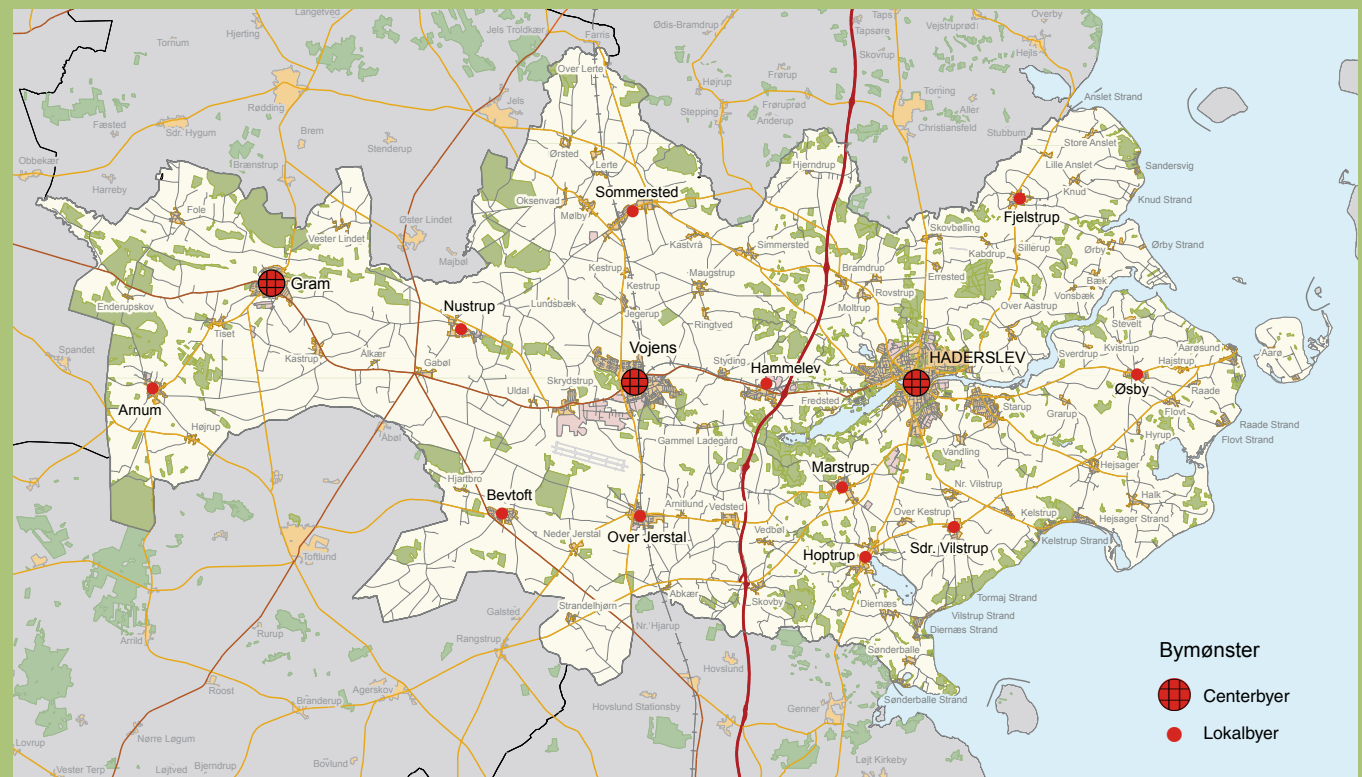 Langetved
Hjerting
Tornum
Jels Troldkær
Farris
Ødis-Bramdrup
Taps
Tapsøre
Vejstruprød
Overby
Hejls
Skovrup
Over Lerte
Højrup
Frørup
Frøruprød
Anderup
Stepping
Tørning
Aller
Christiansfeld
Stubbum
Anslet Strand
Rødding
Jels
Fæsted
Sdr. Hygum
Brem
Stenderup
Ørsted
Lerte
Store Anslet
Lille Anslet
Sandersvig
Obbekær
Harreby
Brænstrup
Hjerndrup
Knud
Knud Strand
Sommersted
Oksenvad
Mølby
Fjelstrup
Fole
Vester Lindet
Øster Lindet
Majbøl
Kastvrå
Simmersted
Skovbølling
Kabdrup
Sillerup
Ørby
Ørby Strand
Kestrup
Kestrup
Maugstrup
Bramdrup
Errested
Bæk
Vonsbæk
Gram
Enderupskov
Nustrup
Lundsbæk
Jegerup
Ringtved
Rovstrup
Moltrup
Over Aastrup
Tiset
Kastrup
Alkær
Gabøl
Vojens
Styding
Hammelev
HADERSLEV
Stevelt
Kvistrup
Sverdrup
Aarøsund
Hajstrup
Aarø
Spandet
Arnum
Uldal
Skrydstrup
Fredsted
Starup
Grarup
Øsby
Raade
Flovt
Raade Strand
Flovt Strand
Højrup
Abøl
Gammel Ladegård
Vandling
Hyrup
Hejsager
Marstrup
Hjartbro
Bevtoft
Nr. Vilstrup
Halk
Arnitlund
Vedsted
Over Kestrup
Kelstrup
Hejsager Strand
Over Jerstal
Neder Jerstal
Vedbøl
Sdr. Vilstrup
Kelstrup Strand
Toftlund
Hoptrup
Abkær
Skovby
Tormaj Strand
Strandelhjørn
Diernæs
Vilstrup Strand
Diernæs Strand
Galsted
Nr. Hjarup
Arrild
Rurup
Rangstrup
Hovslund
Sønderballe
Sønderballe Strand
Roost
Branderup
Agerskov
Hovslund Stationsby
Genner
Lovrup
Nørre Løgum
Vester Terp
Løjtved
Bjerndrup
Bovlund
Løjt Kirkeby
Bymønster
Centerbyer
Lokalbyer